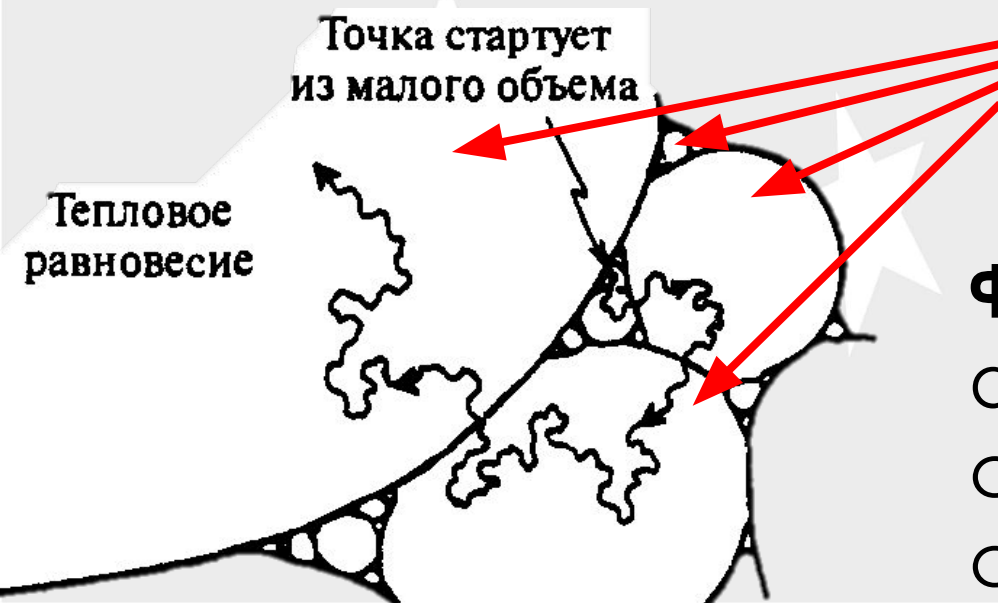 Точка стартует
из малого объема
Тепловое
равновесие